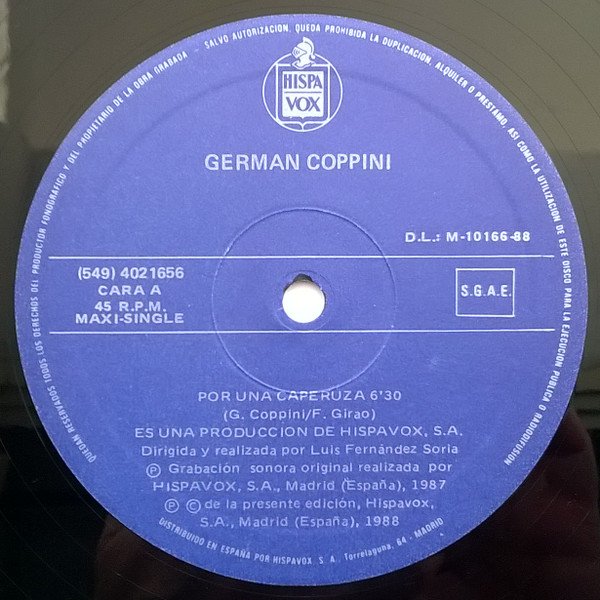 QUEDAN RESERVADOS TODOS LOS DERECHOS DEL PRODUCTOR FONOGRAFICO Y DEL PROPIETARIO DE LA OBRA GRABADA - SALVO AUTORIZACION, QUEDA PROHIBIDA LA DUPLICACION, ALQUILER O PRESTAMO, ASI COMO LA UTILIZACION DE ESTE DISCO PARA LA EJECUCION PUBLICA O RADIODIFUSION
HISPA
VOX
GERMAN COPPINI
D.L.: M-10166-88
(549) 4021656
CARA A
45 R.P.M.
MAXI-SINGLE
S.G.A.E.
POR UNA CAPERUZA 6'30
(G. Coppini/F. Girao)
ES UNA PRODUCCION DE HISPAVOX, S.A.
Dirigida y realizada por Luis Fernández Soria
Ⓟ Grabación sonora original realizada por
HISPAVOX, S.A., Madrid (España), 1987
Ⓟ © de la presente edición, Hispavox,
S.A., Madrid (España), 1988
DISTRIBUIDO EN ESPAÑA POR HISPAVOX, S. A. Torrelaguna, 64 - MADRID